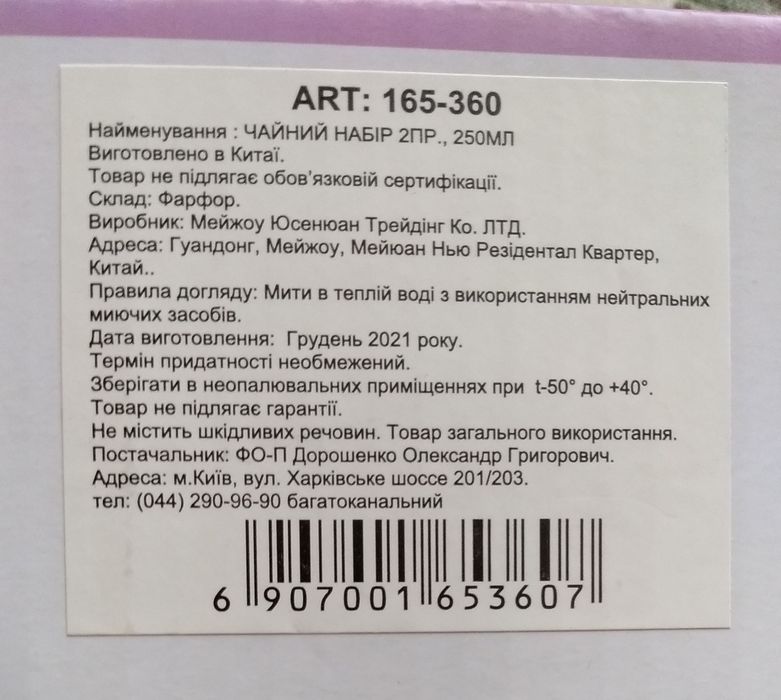 ART: 165-360
Найменування : ЧАЙНИЙ НАБІР 2ПР., 250МЛ
Виготовлено в Китаї.
Товар не підлягає обов'язковій сертифікації.
Склад: Фарфор.
Виробник: Мейжоу Юсенюан Трейдінг Ко. ЛТД.
Адреса: Гуандонг, Мейжоу, Мейюан Нью Резідентал Квартер,
Китай..
Правила догляду: Мити в теплій воді з використанням нейтральних
миючих засобів.
Дата виготовлення: Грудень 2021 року.
Термін придатності необмежений.
Зберігати в неопалювальних приміщеннях при t-50° до +40°.
Товар не підлягає гарантії.
Не містить шкідливих речовин. Товар загального використання.
Постачальник: ФО-П Дорошенко Олександр Григорович.
Адреса: м.Київ, вул. Харківське шоссе 201/203.
тел: (044) 290-96-90 багатоканальний
6 907001 653607